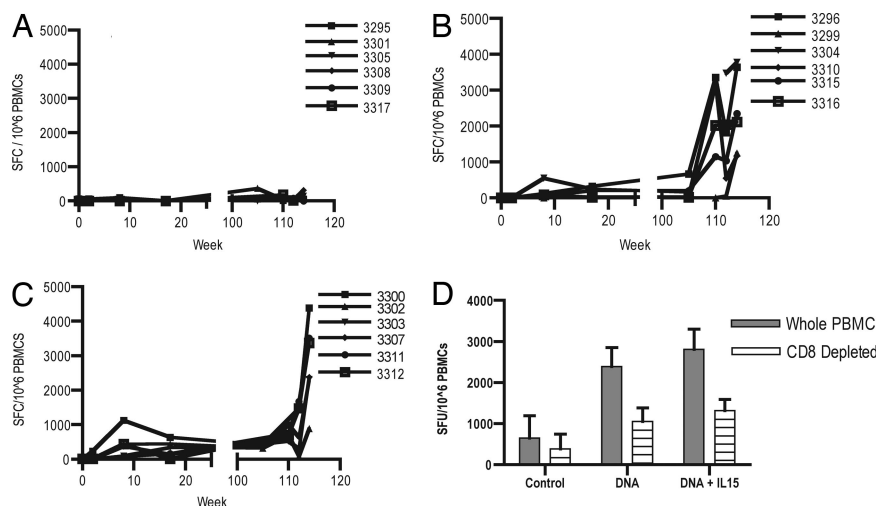 A
5000
4000
3000
2000
1000
0
SFC / 10^6 PBMCs
0 10 20 100 110 120
Week
3295
3301
3305
3308
3309
3317
B
5000
4000
3000
2000
1000
0
SFC/10^6 PBMCs
0 10 20 100 110 120
Week
3296
3299
3304
3310
3315
3316
C
5000
4000
3000
2000
1000
0
SFC/10^6 PBMCS
0 10 20 100 110 120
Week
3300
3302
3303
3307
3311
3312
D
4000
3000
2000
1000
0
SFU/10^6 PBMCs
Control DNA DNA + IL15
Whole PBMC
CD8 Depleted